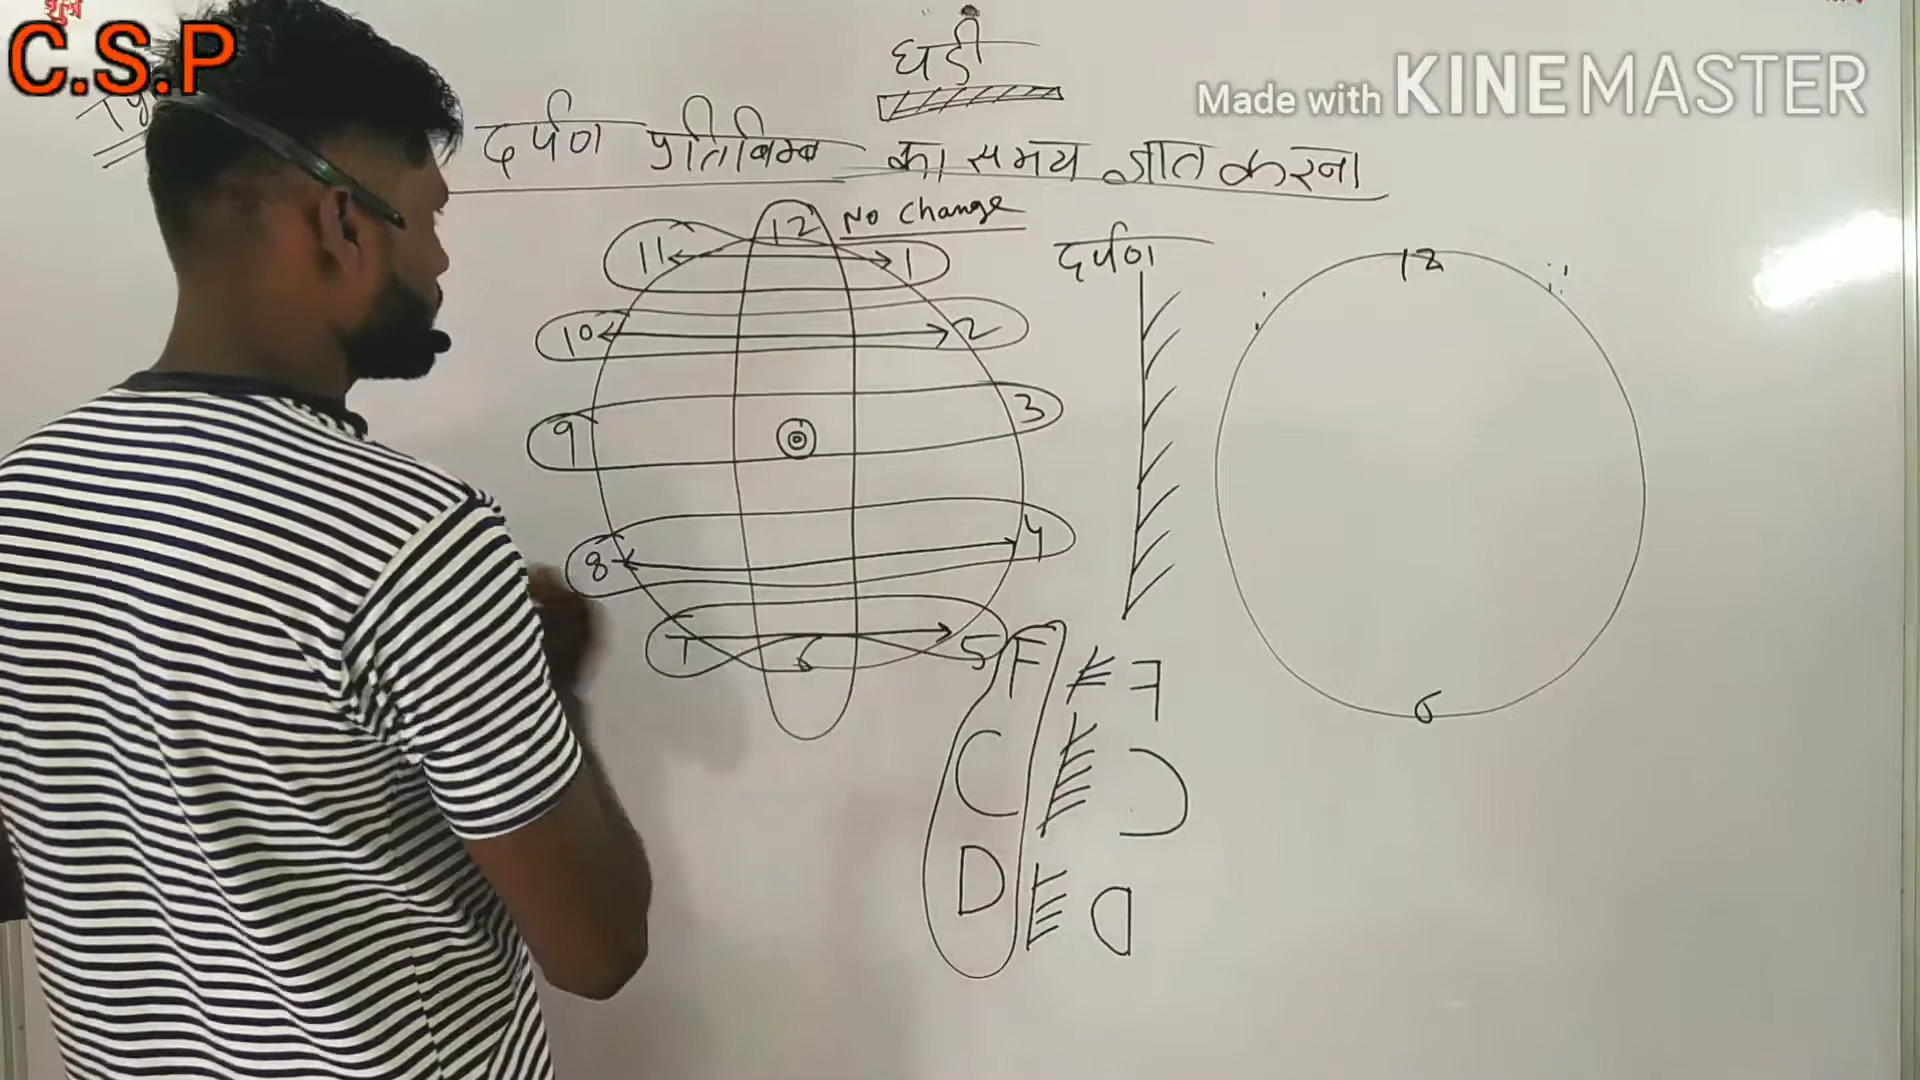 शुभ
C.S.P
घड़ी
Made with KINEMASTER
दर्पण प्रतिबिम्ब का समय ज्ञात करना
12 No Change
11 1
10 2
9 3
8 4
7 6 5
दर्पण
12
6
F
C
D